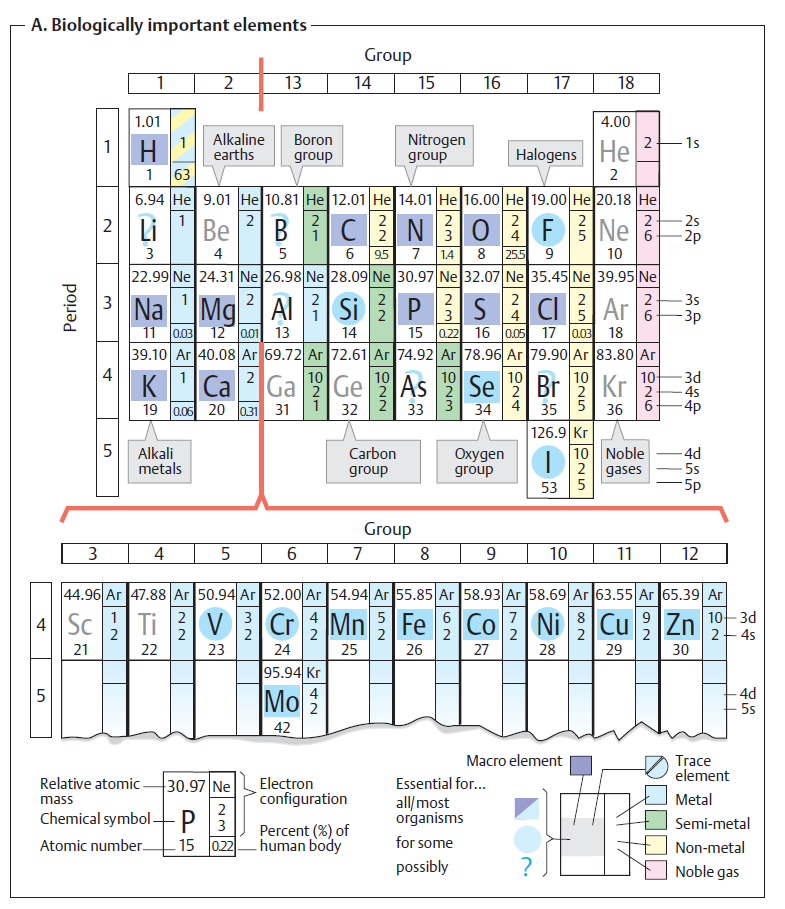 A. Biologically important elements
Group
1 2 13 14 15 16 17 18
Period
1
1.01
H 1
1 63
Alkaline earths
Boron group
Nitrogen group
Halogens
4.00
He 2
2
1s
2
6.94 He 9.01 He 10.81 He 12.01 He 14.01 He 16.00 He 19.00 He 20.18 He
? Li 1 Be 2 ? B 2 1 C 2 2 N 2 3 O 2 4 F 2 5 Ne 2 6
3 4 5 6 9.5 7 1.4 8 25.5 9 10
2s
2p
3
22.99 Ne 24.31 Ne 26.98 Ne 28.09 Ne 30.97 Ne 32.07 Ne 35.45 Ne 39.95 Ne
Na 1 Mg 2 ? Al 2 1 Si 2 2 P 2 3 S 2 4 Cl 2 5 Ar 2 6
11 0.03 12 0.01 13 14 15 0.22 16 0.05 17 0.03 18
3s
3p
4
39.10 Ar 40.08 Ar 69.72 Ar 72.61 Ar 74.92 Ar 78.96 Ar 79.90 Ar 83.80 Ar
K 1 Ca 2 Ga 10 2 1 Ge 10 2 2 ? As 10 2 3 Se 10 2 4 ? Br 10 2 5 Kr 10 2 6
19 0.06 20 0.31 31 32 33 34 35 36
3d
4s
4p
5
Alkali metals
Carbon group
Oxygen group
126.9 Kr
I 10 2 5
53
Noble gases
4d
5s
5p
Group
3 4 5 6 7 8 9 10 11 12
4
44.96 Ar 47.88 Ar 50.94 Ar 52.00 Ar 54.94 Ar 55.85 Ar 58.93 Ar 58.69 Ar 63.55 Ar 65.39 Ar
Sc 1 2 Ti 2 2 V 3 2 Cr 4 2 Mn 5 2 Fe 6 2 Co 7 2 Ni 8 2 Cu 9 2 Zn 10 2
21 22 23 24 25 26 27 28 29 30
3d
4s
5
95.94 Kr
Mo 4 2
42
4d
5s
Relative atomic mass
Chemical symbol
Atomic number
30.97 Ne
P 2 3
15 0.22
Electron configuration
Percent (%) of human body
Essential for...
all/most organisms
for some
possibly
?
Macro element
Trace element
Metal
Semi-metal
Non-metal
Noble gas